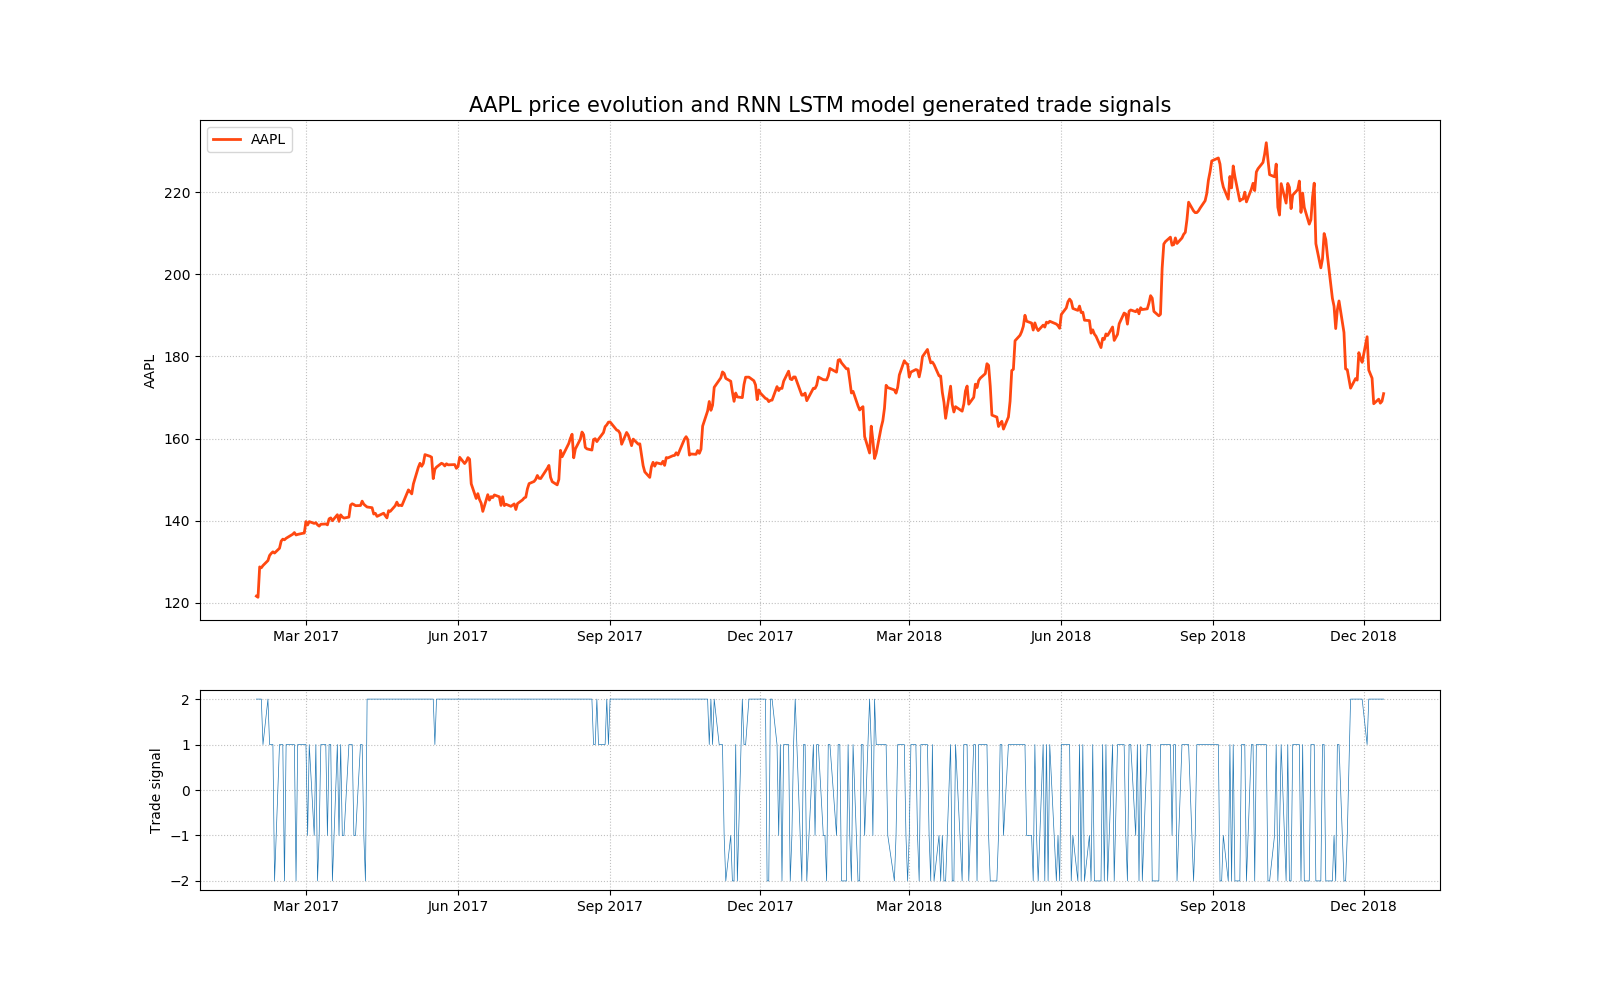 AAPL price evolution and RNN LSTM model generated trade signals
AAPL
220
200
180
160
140
120
AAPL
Mar 2017 Jun 2017 Sep 2017 Dec 2017 Mar 2018 Jun 2018 Sep 2018 Dec 2018
2
1
0
−1
−2
Trade signal
Mar 2017 Jun 2017 Sep 2017 Dec 2017 Mar 2018 Jun 2018 Sep 2018 Dec 2018